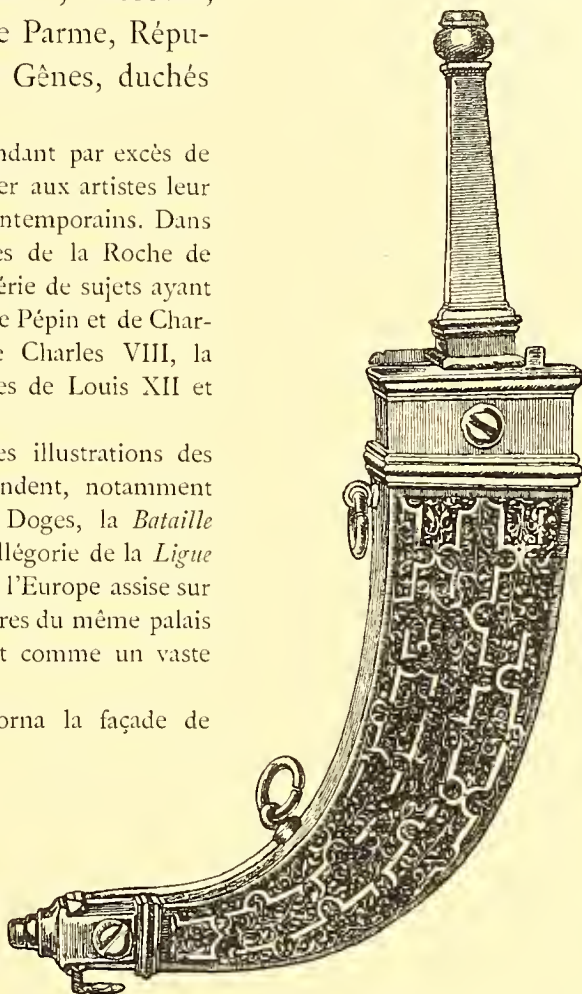 e Parme, Répu-
Gênes, duchés
ndant par excès de
er aux artistes leur
ntemporains. Dans
es de la Roche de
érie de sujets ayant
e Pépin et de Char-
e Charles VIII, la
es de Louis XII et
es illustrations des
ndent, notamment
Doges, la Bataille
llégorie de la Ligue
l'Europe assise sur
res du même palais
t comme un vaste
orna la façade de